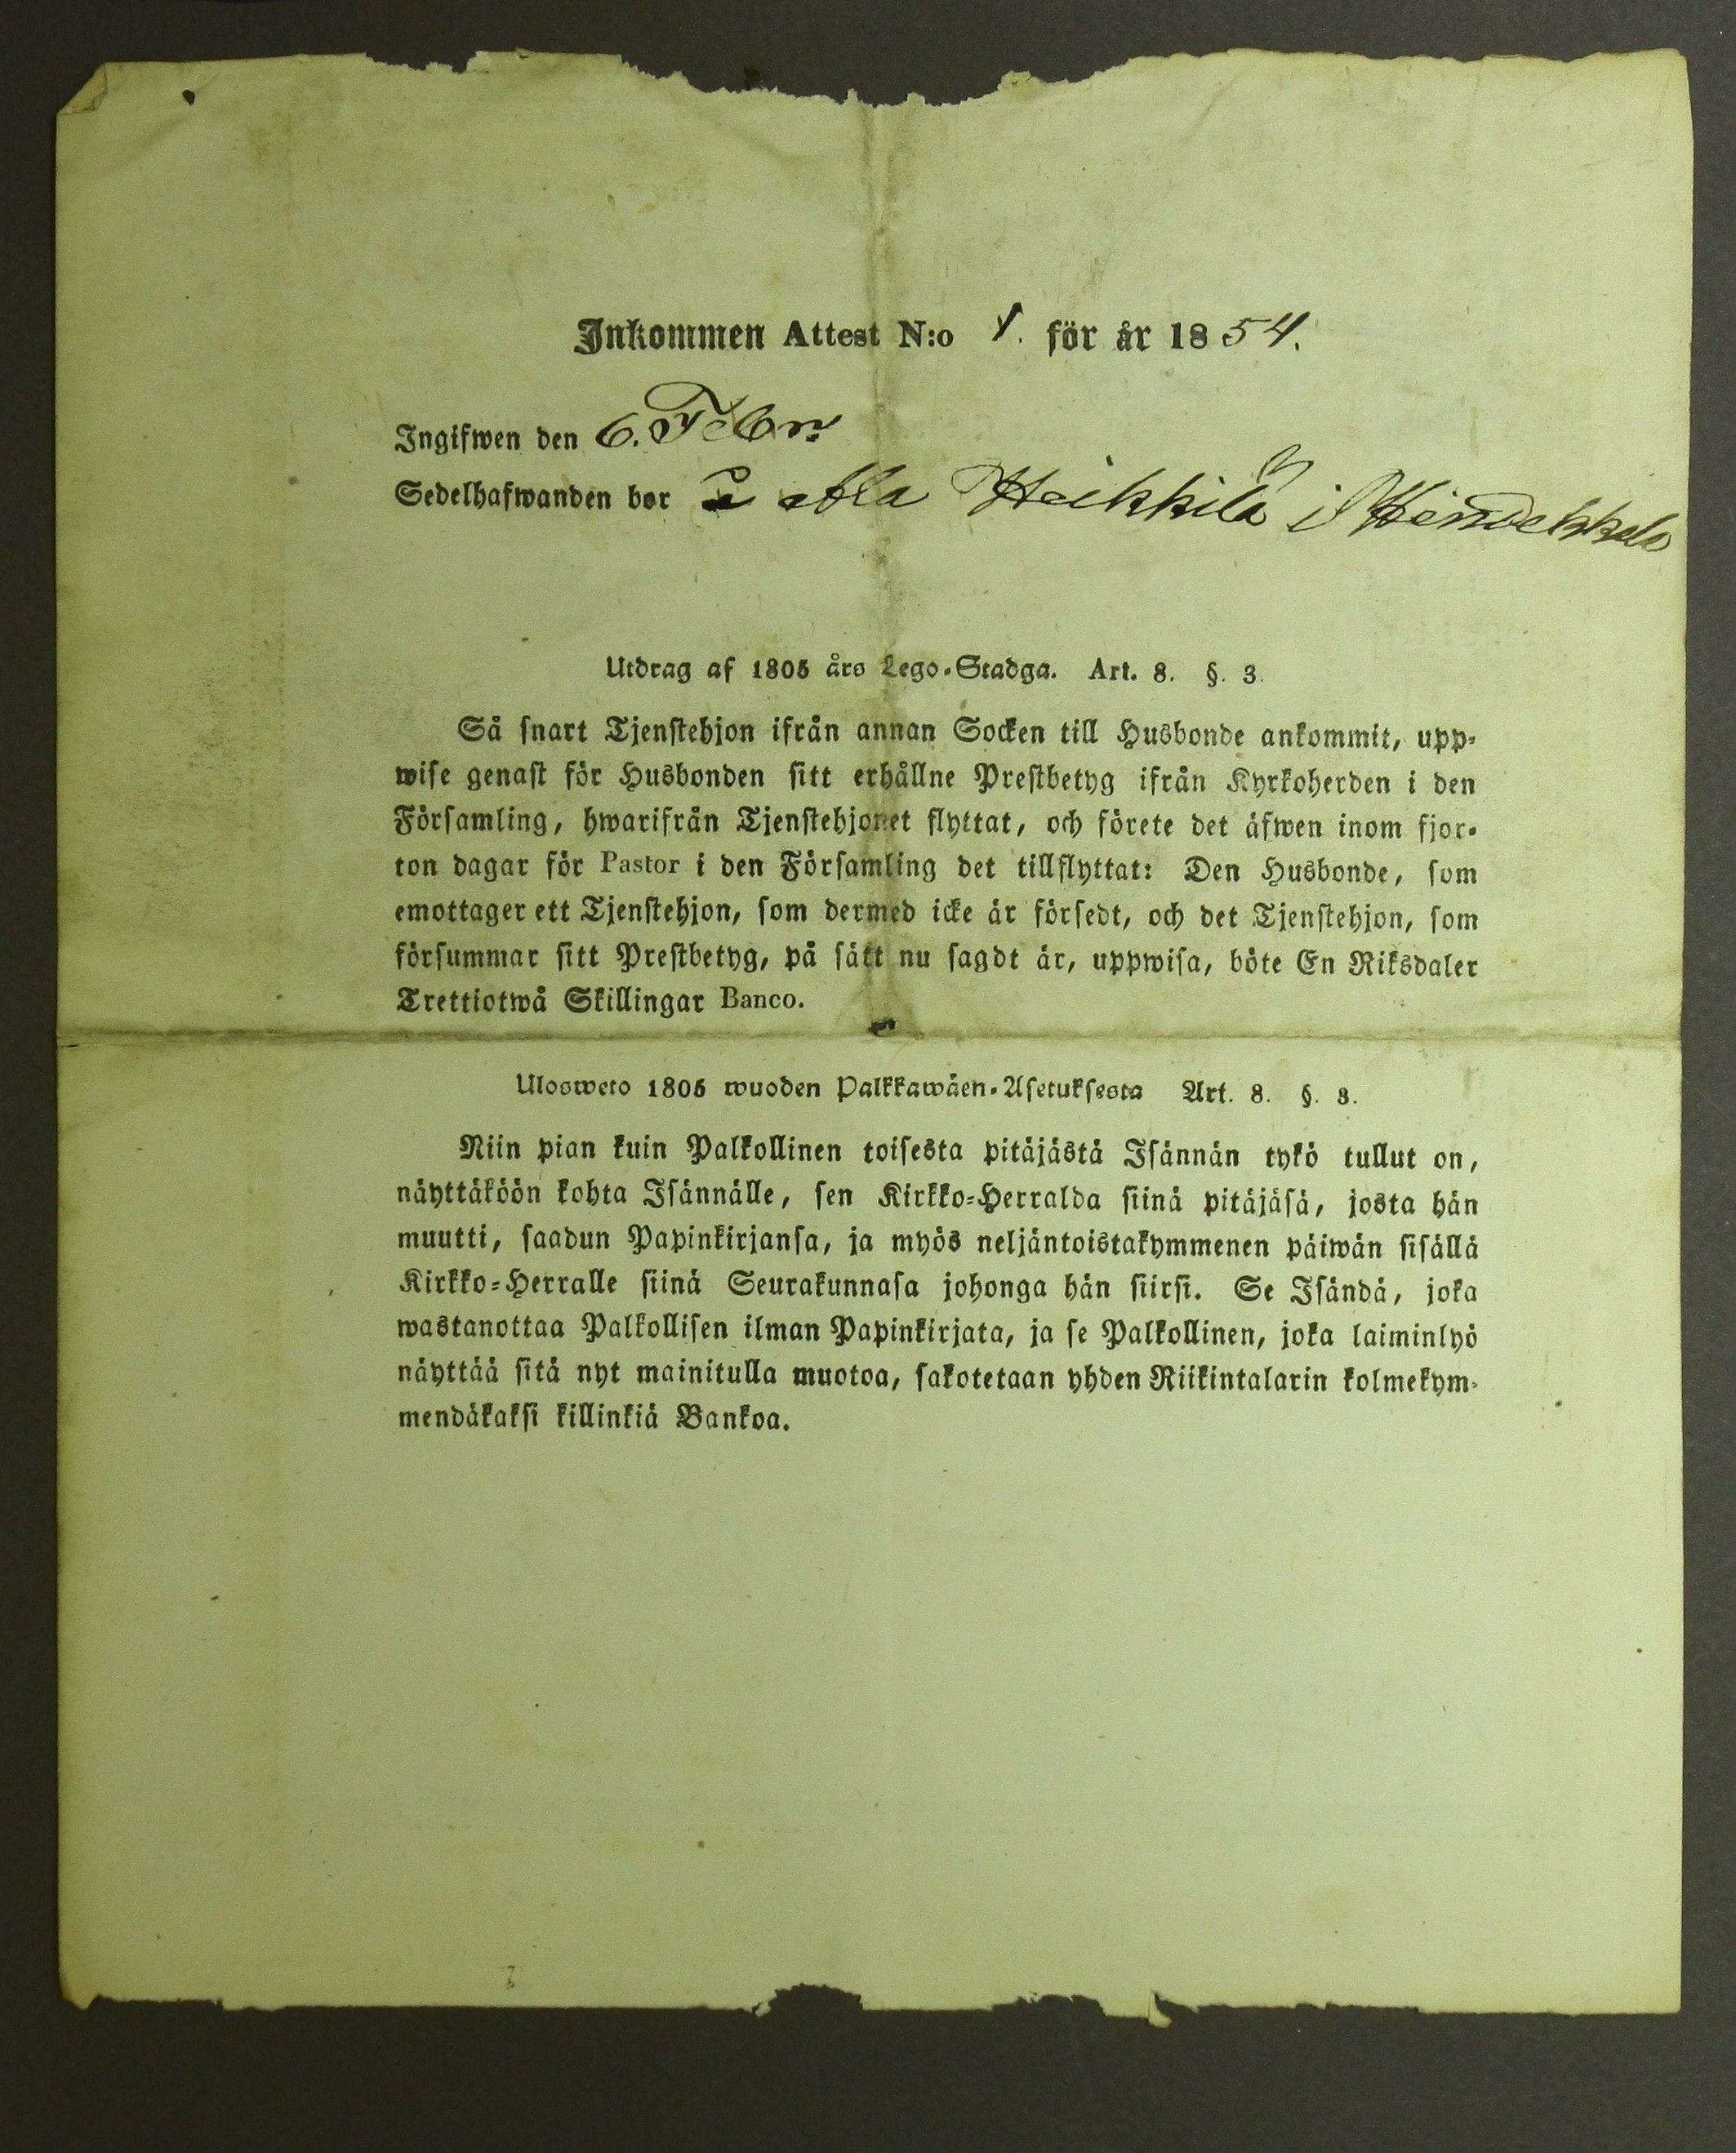 Inkommen Attest N:o 1. för år 1854.
Ingifwen den 6. Febr.
Sedelhafwanden bor å Ala Heikkilä i
Utdrag af 1805 års Lego-Stadga. Art. 8. §. 3.
Så snart Tjenstehjon ifrån annan Socken till Husbonde ankommit, upp-
wise genast för Husbonden sitt erhållne Prestbetyg ifrån Kyrkoherden i den
Församling, hwarifrån Tjenstehjonet flyttat, och förete det äfwen inom fjor-
ton dagar för Pastor i den Församling det tillflyttat: Den Husbonde, som
emottager ett Tjenstehjon, som dermed icke är försedt, och det Tjenstehjon, som
försummar sitt Prestbetyg, på sätt nu sagdt är, uppwisa, böte En Riksdaler
Trettiotwå Skillingar Banco.
Ulosweto 1805 wuoden Palkkawäen-Asetuksesta Art. 8. §. 3.
Niin pian kuin Palkollinen toisesta pitäjästä Isännän tykö tullut on,
näyttäköön kohta Isännälle, sen Kirkko-Herralda siinä pitäjäsä, josta hän
muutti, saadun Papinkirjansa, ja myös neljäntoistakymmenen päiwän sisällä
Kirkko-Herralle siinä Seurakunnasa johonga hän siirsi. Se Isändä, joka
wastanottaa Palkollisen ilman Papinkirjata, ja se Palkollinen, joka laiminlyö
näyttää sitä nyt mainitulla muotoa, sakotetaan yhden Riikintalarin kolmekym-
mendäkaksi killinkiä Bankoa.